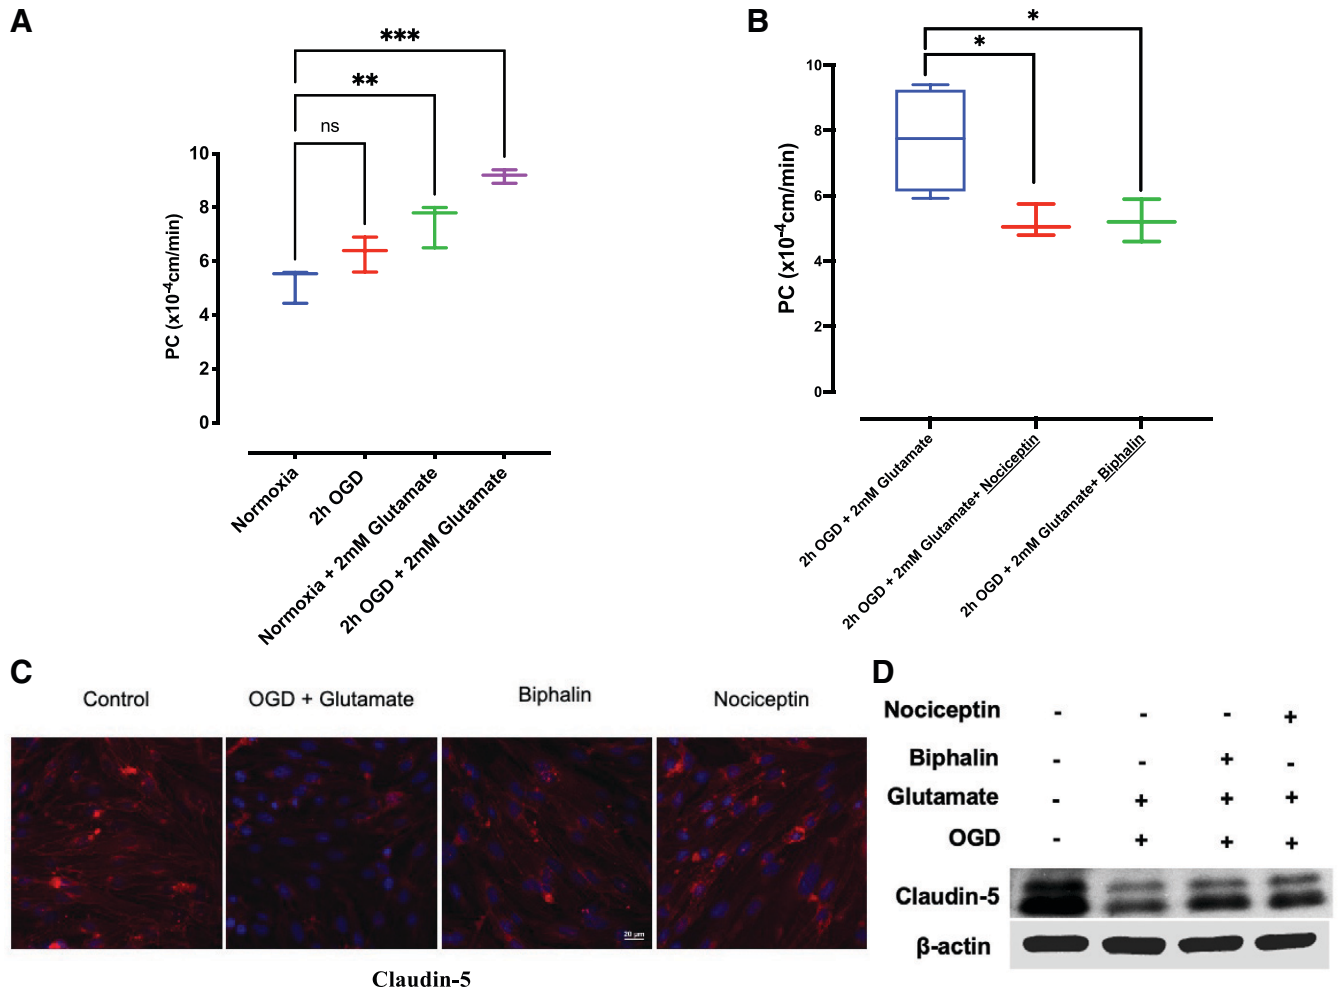 A
***
**
ns
10
8
6
4
2
0
PC (x10-4cm/min)
Normoxia
2h OGD
Normoxia + 2mM Glutamate
2h OGD + 2mM Glutamate
B
*
*
10
8
6
4
2
0
PC (x10-4cm/min)
2h OGD + 2mM Glutamate
2h OGD + 2mM Glutamate+ Nociceptin
2h OGD + 2mM Glutamate+ Biphalin
C
Control
OGD + Glutamate
Biphalin
Nociceptin
20 µm
Claudin-5
D
Nociceptin - - - +
Biphalin - - + -
Glutamate - + + +
OGD - + + +
Claudin-5
β-actin